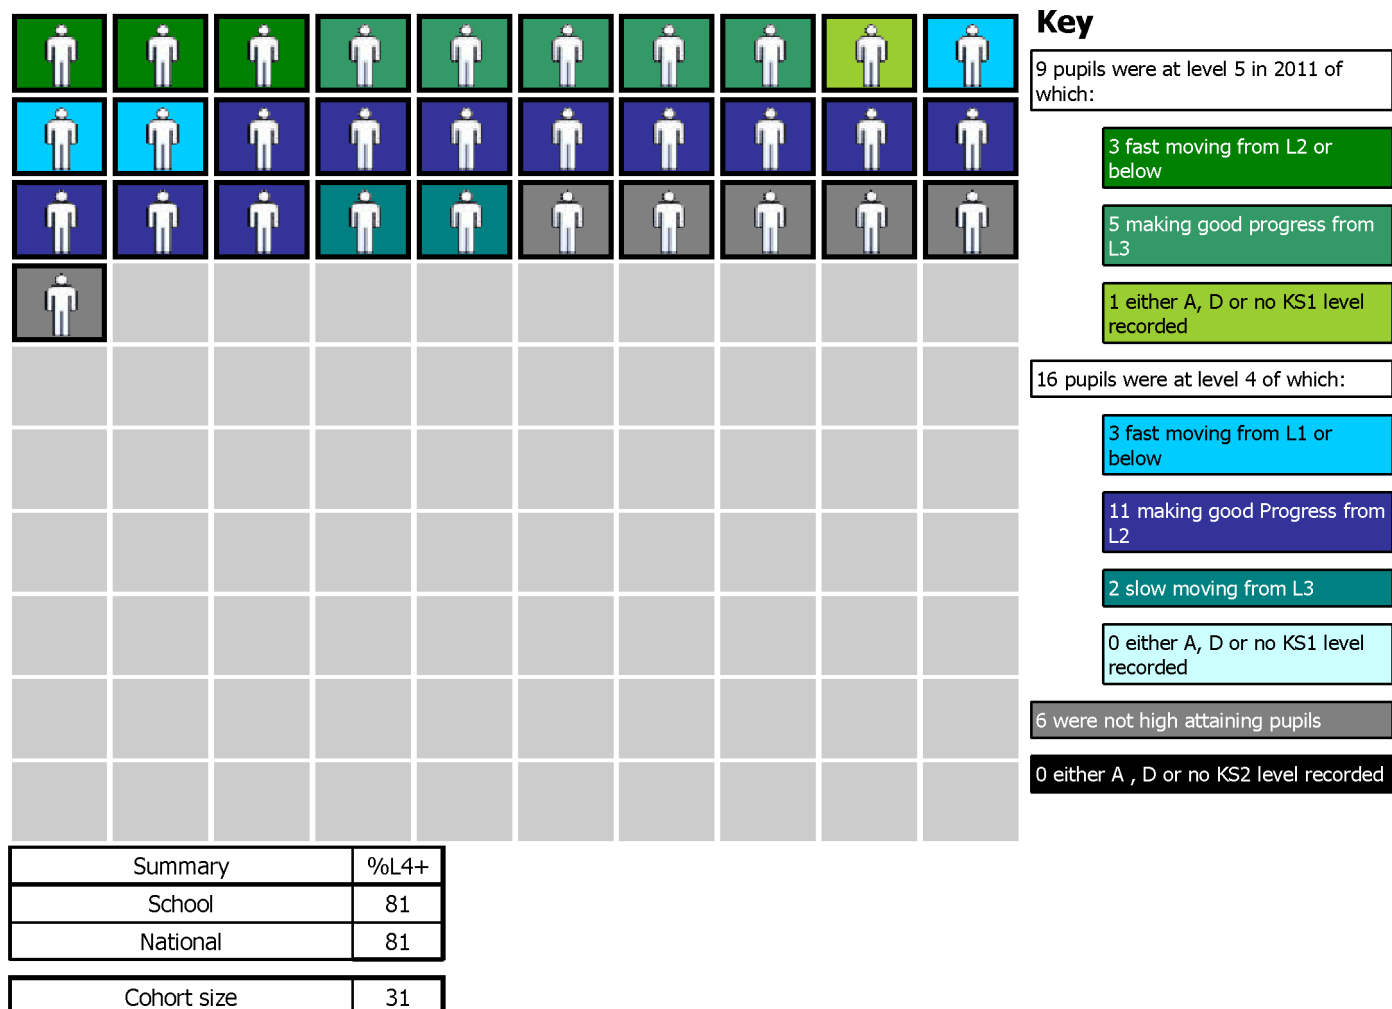 Key
9 pupils were at level 5 in 2011 of
which:
3 fast moving from L2 or
below
5 making good progress from
L3
1 either A, D or no KS1 level
recorded
16 pupils were at level 4 of which:
3 fast moving from L1 or
below
11 making good Progress from
L2
2 slow moving from L3
0 either A, D or no KS1 level
recorded
6 were not high attaining pupils
0 either A , D or no KS2 level recorded
Summary %L4+
School 81
National 81
Cohort size 31